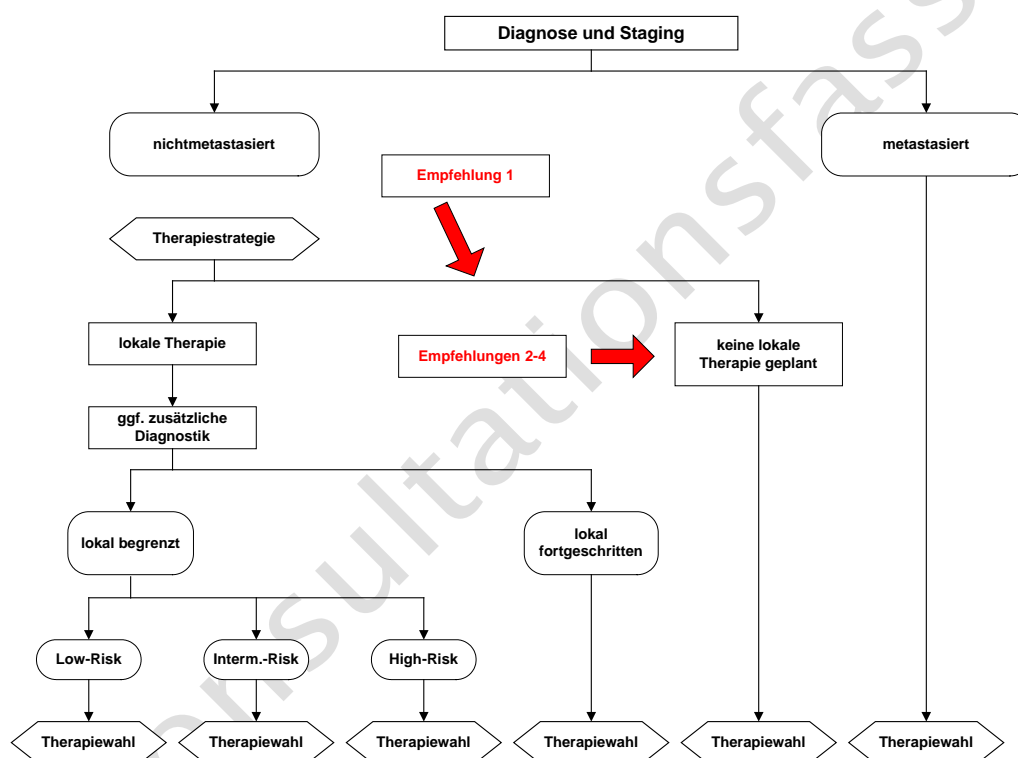 Diagnose und Staging
nichtmetastasiert
metastasiert
Empfehlung 1
Therapiestrategie
lokale Therapie
Empfehlungen 2-4
keine lokale
Therapie geplant
ggf. zusätzliche
Diagnostik
lokal begrenzt
lokal
fortgeschritten
Low-Risk
Interm.-Risk
High-Risk
Therapiewahl
Therapiewahl
Therapiewahl
Therapiewahl
Therapiewahl
Therapiewahl
onsultationsfass